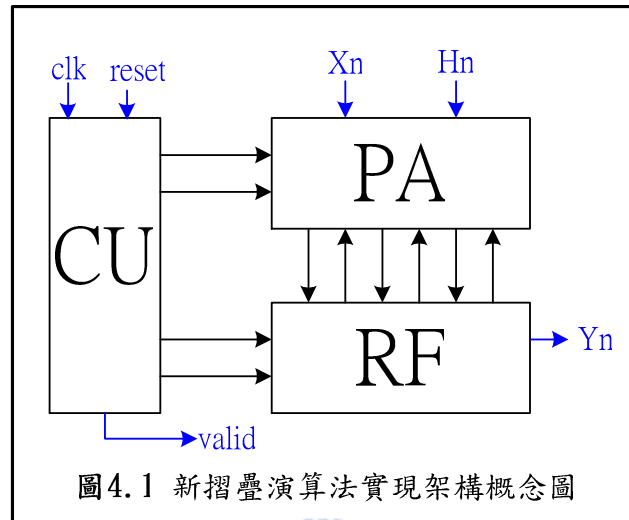 clk reset Xn Hn
PA
CU
RF
Yn
valid
圖4.1 新摺疊演算法實現架構概念圖